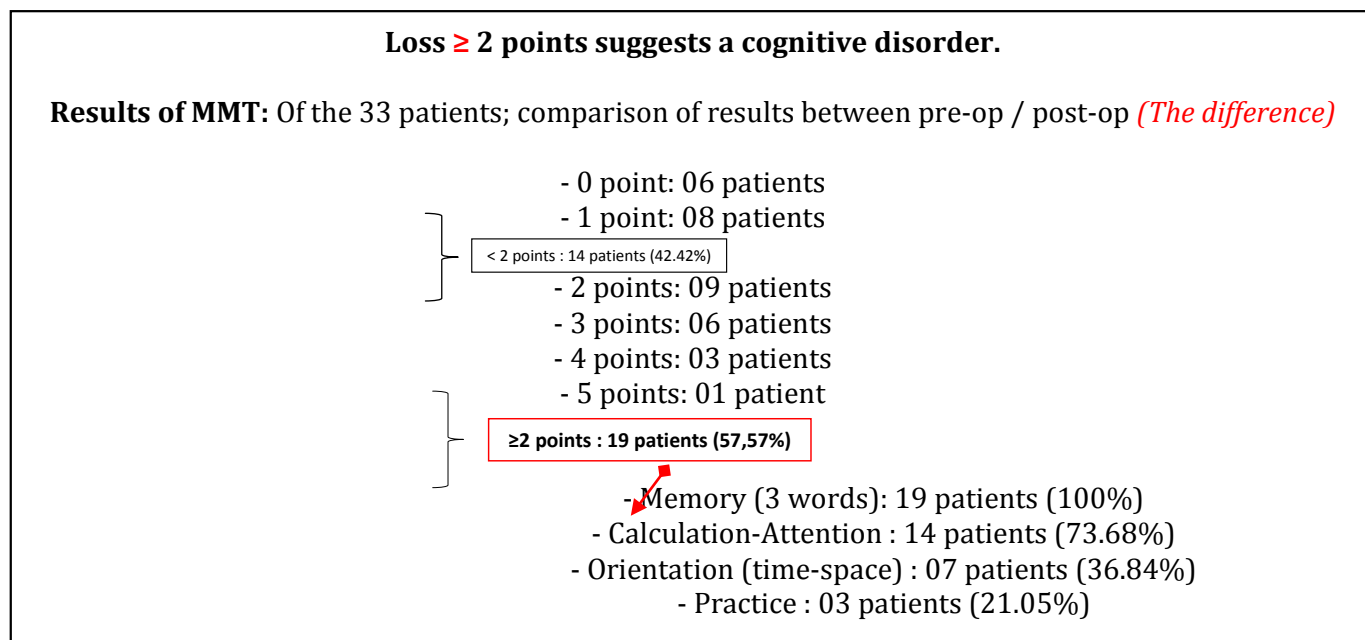 Loss ≥ 2 points suggests a cognitive disorder.
Results of MMT: Of the 33 patients; comparison of results between pre-op / post-op (The difference)
- 0 point: 06 patients
- 1 point: 08 patients
< 2 points : 14 patients (42.42%)
- 2 points: 09 patients
- 3 points: 06 patients
- 4 points: 03 patients
- 5 points: 01 patient
≥2 points : 19 patients (57,57%)
- Memory (3 words): 19 patients (100%)
- Calculation-Attention : 14 patients (73.68%)
- Orientation (time-space) : 07 patients (36.84%)
- Practice : 03 patients (21.05%)